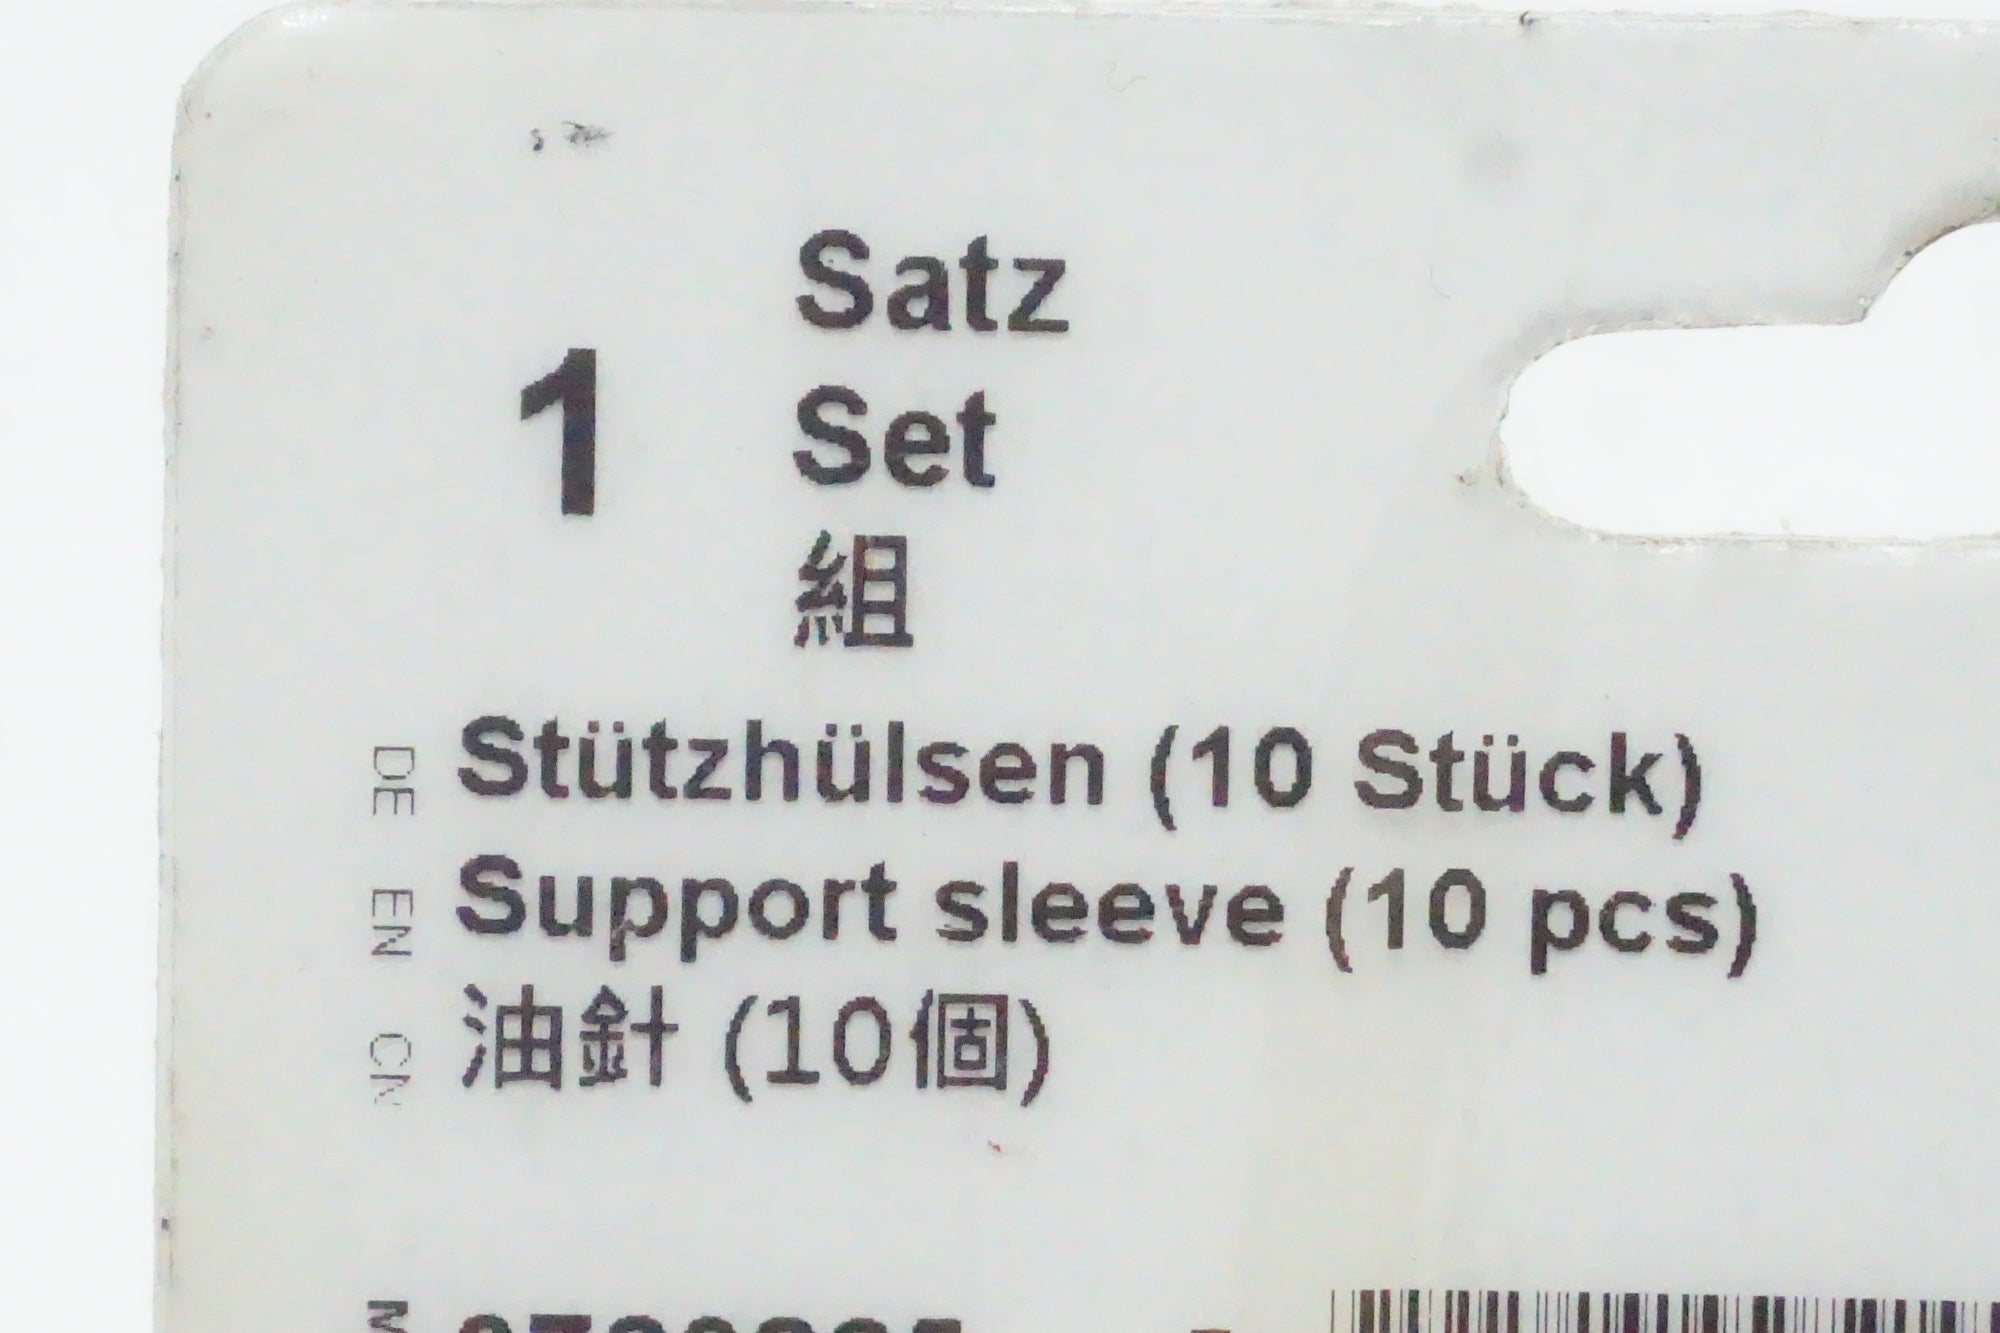 1
Satz
Set
組
DE Stützhülsen (10 Stück)
EN Support sleeve (10 pcs)
CN 油針 (10個)